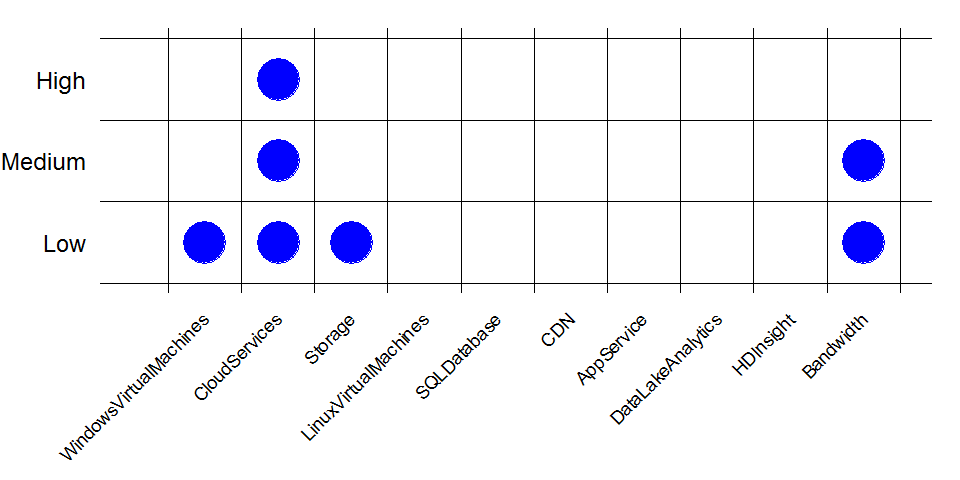 High
Medium
Low
WindowsVirtualMachines
CloudServices
Storage
LinuxVirtualMachines
SQLDatabase
CDN
AppService
DataLakeAnalytics
HDInsight
Bandwidth